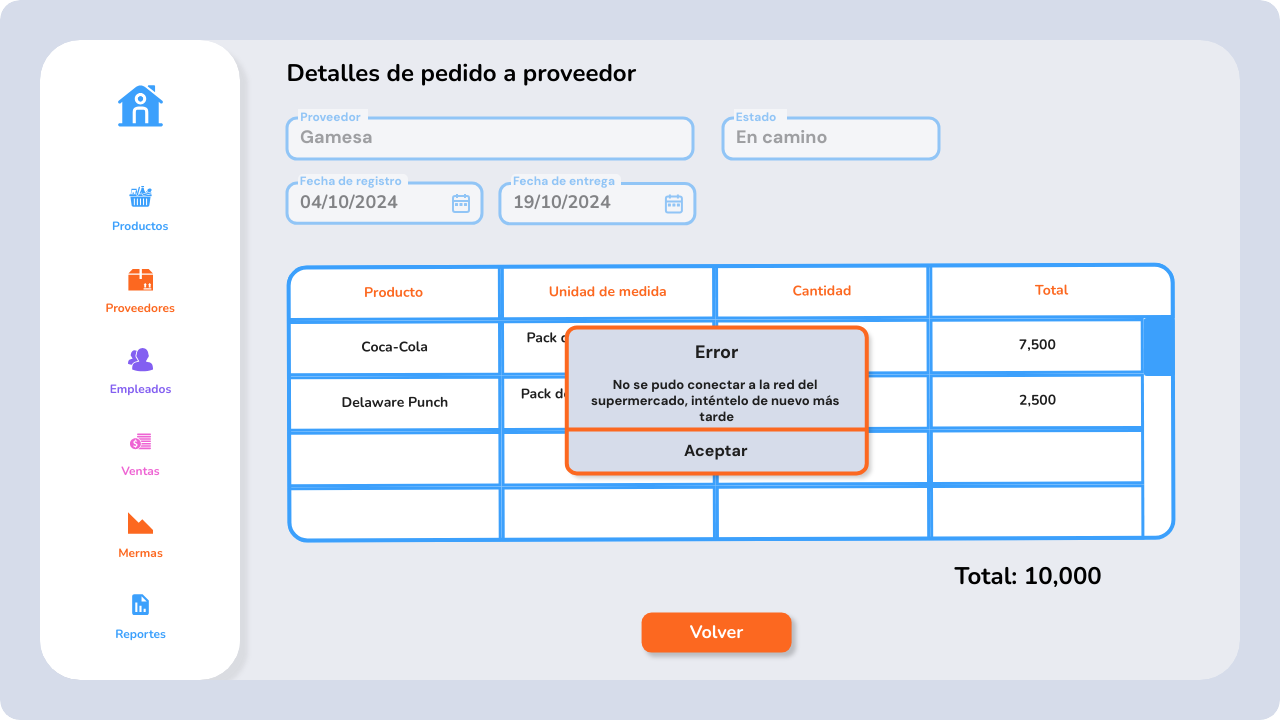 Detalles de pedido a proveedor
Proveedor
Gamesa
Estado
En camino
Fecha de registro
04/10/2024
Fecha de entrega
19/10/2024
Productos
Proveedores
Empleados
Ventas
Mermas
Reportes
Producto Unidad de medida Cantidad Total
Coca-Cola Pack 7,500
Delaware Punch Pack 2,500
Error
No se pudo conectar a la red del
supermercado, inténtelo de nuevo más
tarde
Aceptar
Total: 10,000
Volver